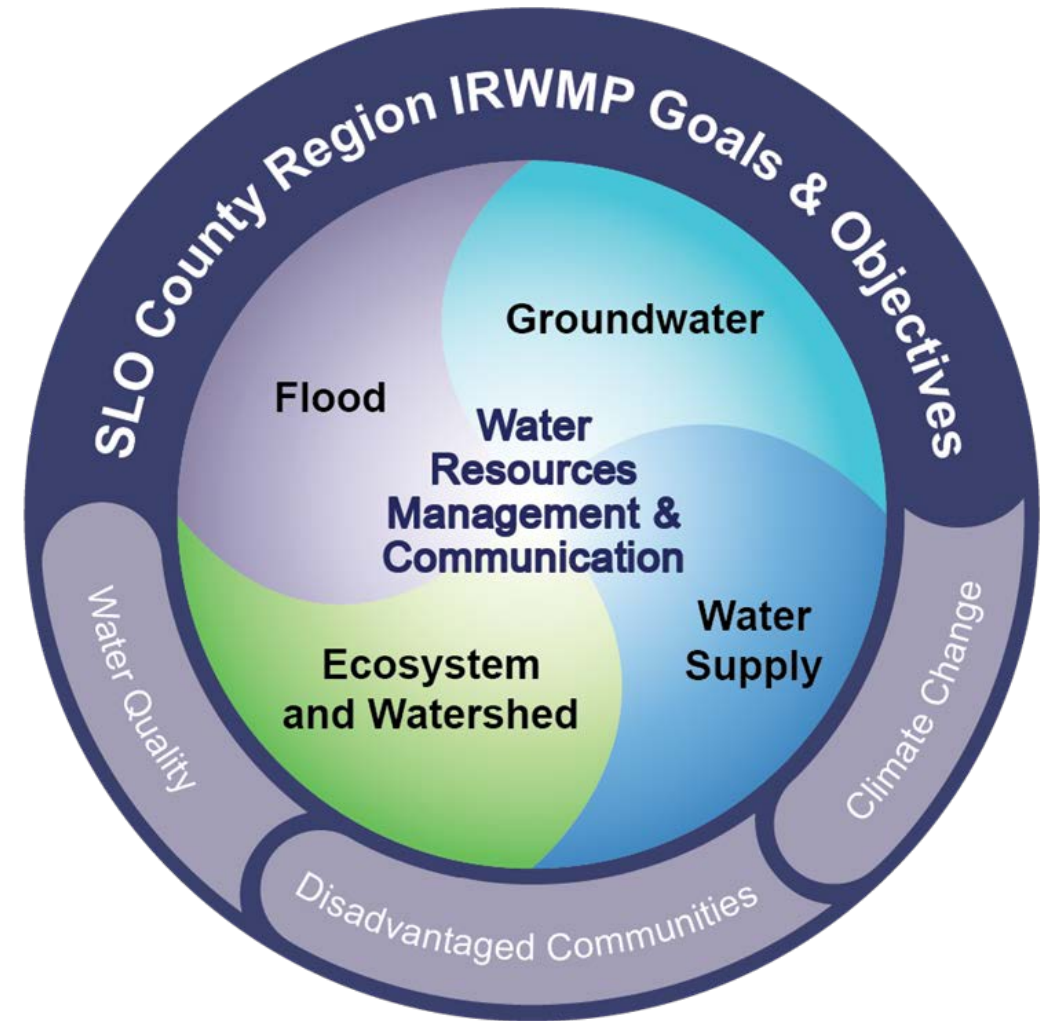 SLO County Region IRWMP Goals & Objectives
Groundwater
Flood
Water
Resources
Management &
Communication
Water
Supply
Ecosystem
and Watershed
Water Quality
Disadvantaged Communities
Climate Change